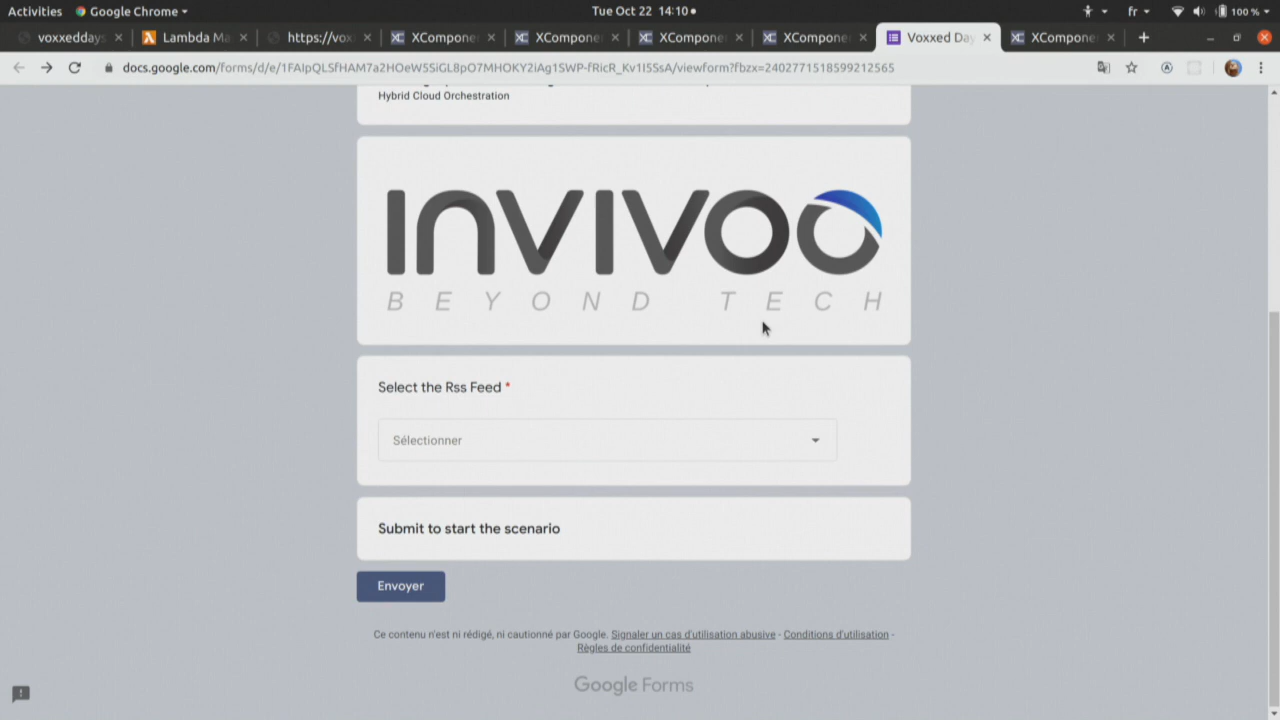 Activities Google Chrome Tue Oct 22 14:10 fr 100 %
voxxeddays Lambda Ma https://vox XCompone XCompone XCompone XCompone Voxxed Day XCompone
docs.google.com/forms/d/e/1FAIpQLSfHAM7a2HOeW5SiGL8pO7MHOKY2iAg1SWP-fRicR_Kv1I5SsA/viewform?fbzx=2402771518599212565
Hybrid Cloud Orchestration
INVIVOO
BEYOND TECH
Select the Rss Feed *
Sélectionner
Submit to start the scenario
Envoyer
Ce contenu n'est ni rédigé, ni cautionné par Google. Signaler un cas d'utilisation abusive - Conditions d'utilisation -
Règles de confidentialité
Google Forms